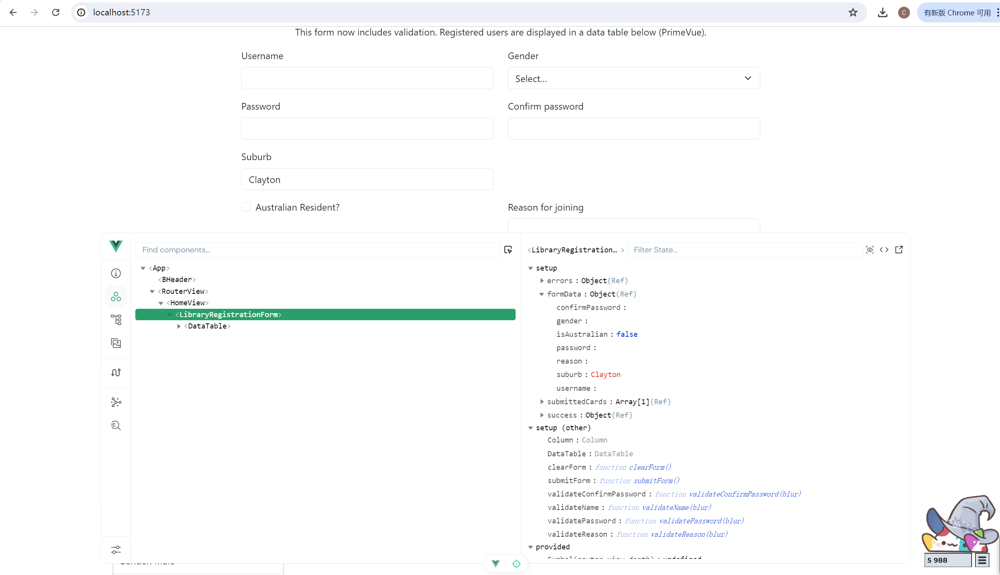 localhost:5173
C
有新版 Chrome 可用
This form now includes validation. Registered users are displayed in a data table below (PrimeVue).
Username
Gender
Select...
Password
Confirm password
Suburb
Clayton
Australian Resident?
Reason for joining
Find components...
<App>
<BHeader>
<RouterView>
<HomeView>
<LibraryRegistrationForm>
<DataTable>
<LibraryRegistration… >
Filter State...
setup
errors : Object(Ref)
formData : Object(Ref)
confirmPassword :
gender :
isAustralian : false
password :
reason :
suburb : Clayton
username :
submittedCards : Array[1](Ref)
success : Object(Ref)
setup (other)
Column : Column
DataTable : DataTable
clearForm : function clearForm()
submitForm : function submitForm()
validateConfirmPassword : function validateConfirmPassword(blur)
validateName : function validateName(blur)
validatePassword : function validatePassword(blur)
validateReason : function validateReason(blur)
provided
5 988